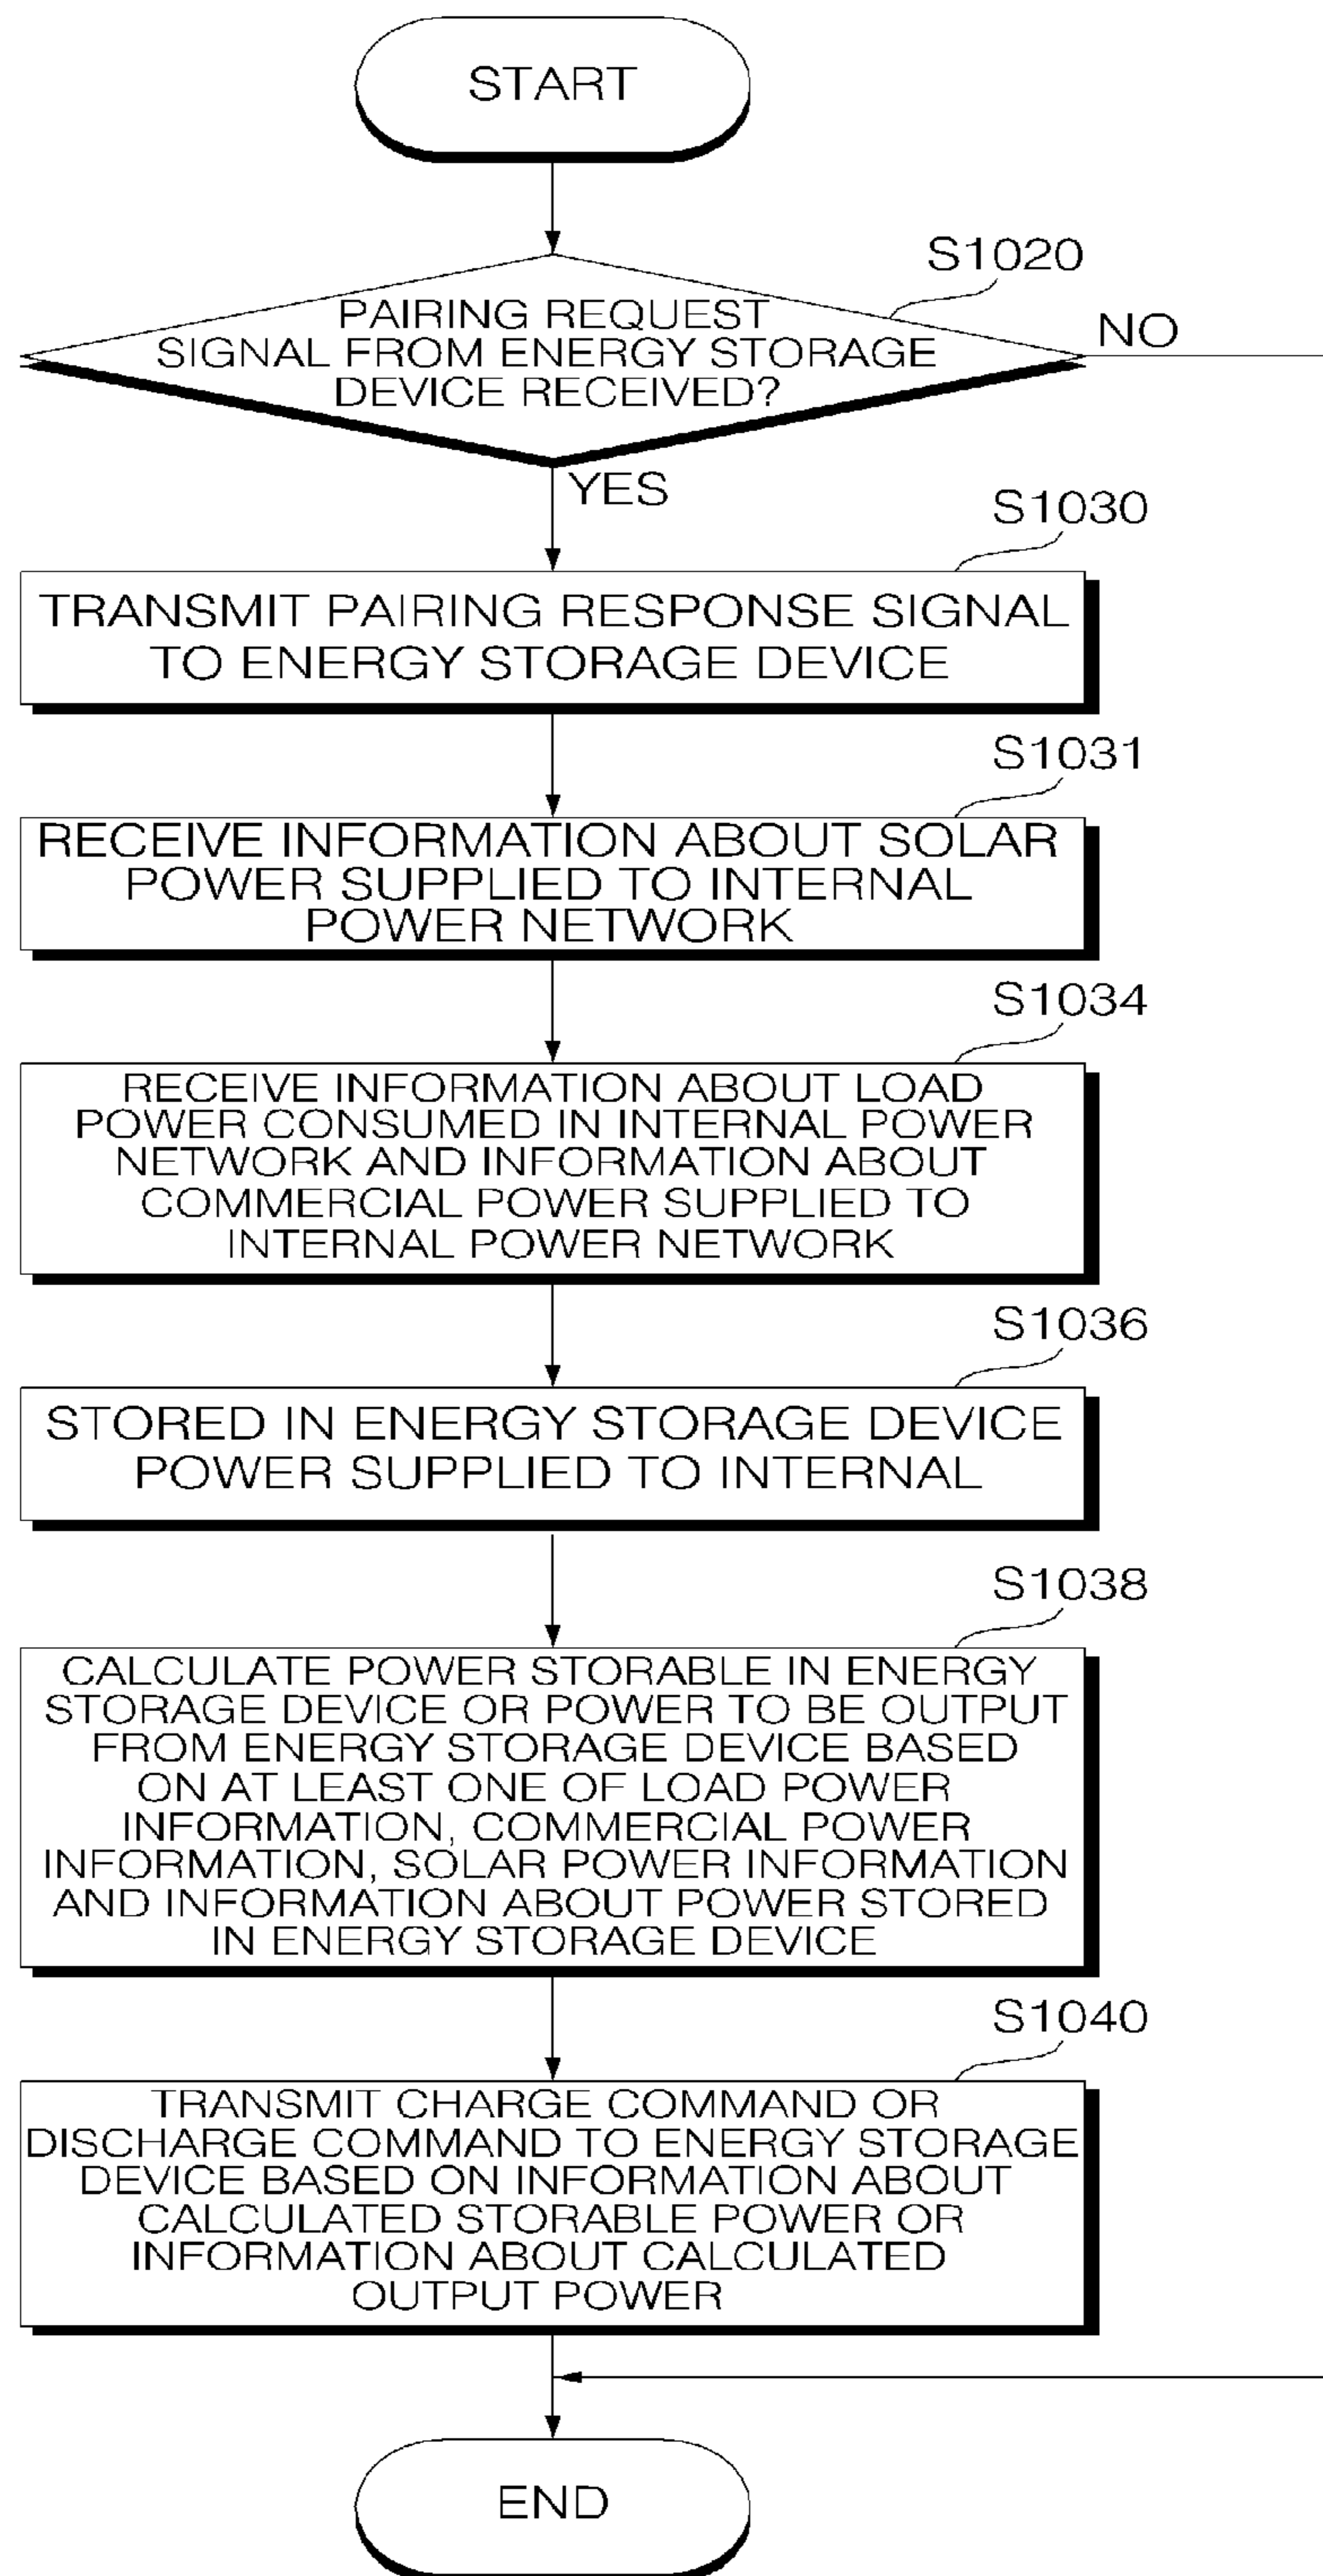 START
S1020
PAIRING REQUEST
SIGNAL FROM ENERGY STORAGE
DEVICE RECEIVED?
NO
YES
S1030
TRANSMIT PAIRING RESPONSE SIGNAL
TO ENERGY STORAGE DEVICE
S1031
RECEIVE INFORMATION ABOUT SOLAR
POWER SUPPLIED TO INTERNAL
POWER NETWORK
S1034
RECEIVE INFORMATION ABOUT LOAD
POWER CONSUMED IN INTERNAL POWER
NETWORK AND INFORMATION ABOUT
COMMERCIAL POWER SUPPLIED TO
INTERNAL POWER NETWORK
S1036
STORED IN ENERGY STORAGE DEVICE
POWER SUPPLIED TO INTERNAL
S1038
CALCULATE POWER STORABLE IN ENERGY
STORAGE DEVICE OR POWER TO BE OUTPUT
FROM ENERGY STORAGE DEVICE BASED
ON AT LEAST ONE OF LOAD POWER
INFORMATION, COMMERCIAL POWER
INFORMATION, SOLAR POWER INFORMATION
AND INFORMATION ABOUT POWER STORED
IN ENERGY STORAGE DEVICE
S1040
TRANSMIT CHARGE COMMAND OR
DISCHARGE COMMAND TO ENERGY STORAGE
DEVICE BASED ON INFORMATION ABOUT
CALCULATED STORABLE POWER OR
INFORMATION ABOUT CALCULATED
OUTPUT POWER
END